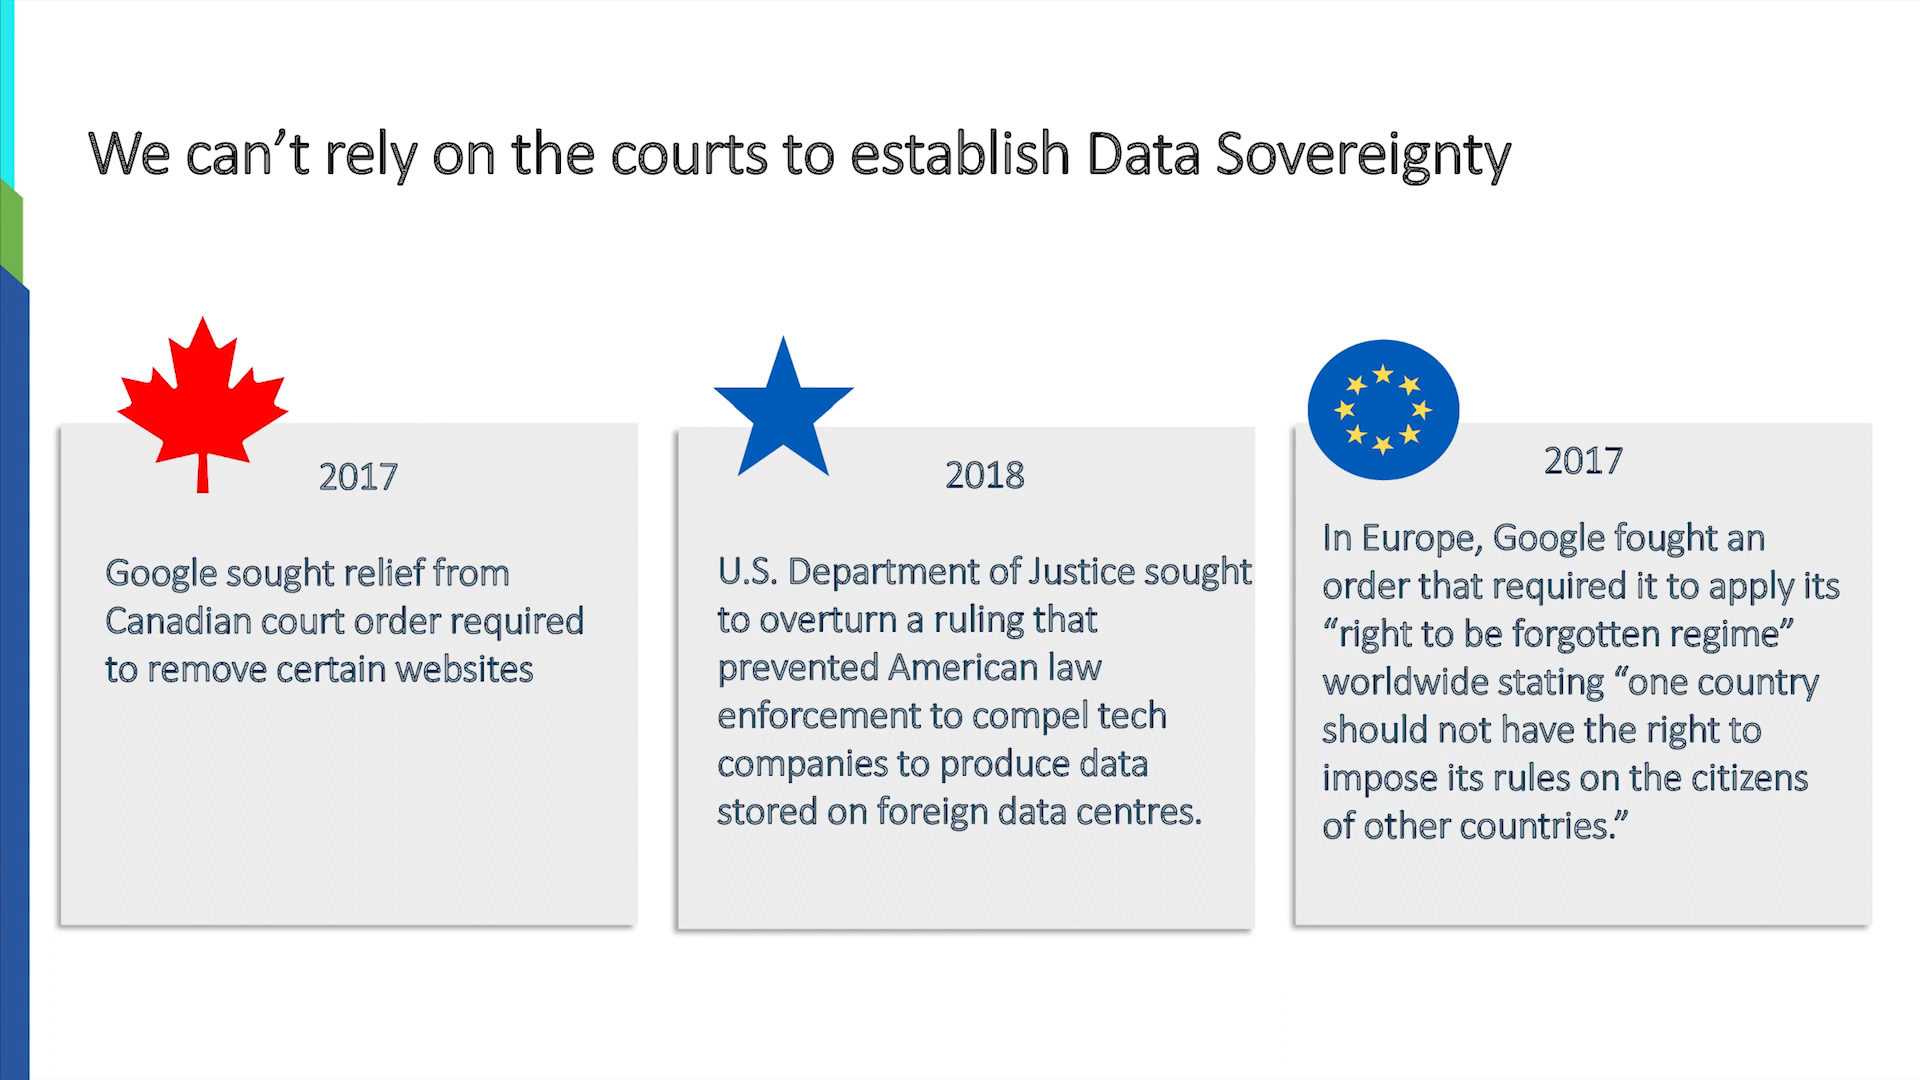 We can’t rely on the courts to establish Data Sovereignty
2017
Google sought relief from
Canadian court order required
to remove certain websites
2018
U.S. Department of Justice sought
to overturn a ruling that
prevented American law
enforcement to compel tech
companies to produce data
stored on foreign data centres.
2017
In Europe, Google fought an
order that required it to apply its
“right to be forgotten regime”
worldwide stating “one country
should not have the right to
impose its rules on the citizens
of other countries.”